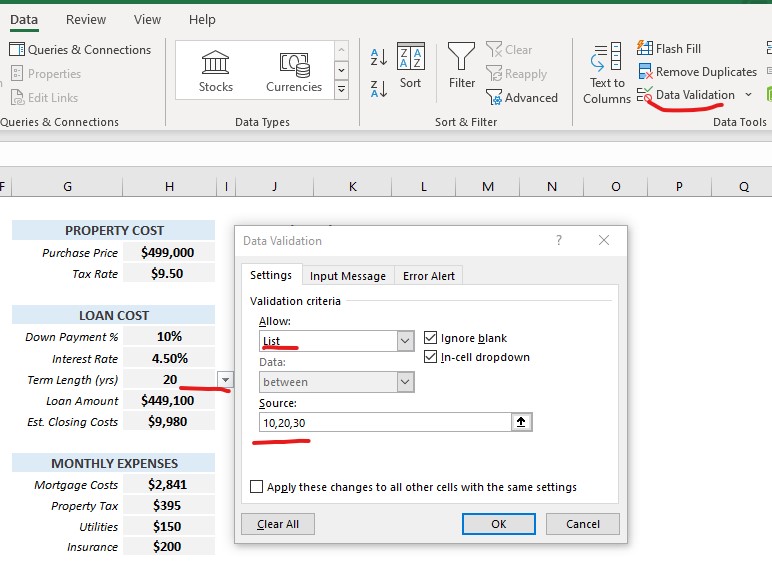 Data Review View Help
Queries & Connections
Properties
Edit Links
Queries & Connections
Stocks Currencies
Data Types
Sort
Filter
Clear
Reapply
Advanced
Sort & Filter
Text to
Columns
Flash Fill
Remove Duplicates
Data Validation
Data Tools
F G H I J K L M N O P Q
PROPERTY COST
Purchase Price $499,000
Tax Rate $9.50
LOAN COST
Down Payment % 10%
Interest Rate 4.50%
Term Length (yrs) 20
Loan Amount $449,100
Est. Closing Costs $9,980
MONTHLY EXPENSES
Mortgage Costs $2,841
Property Tax $395
Utilities $150
Insurance $200
Data Validation ?
Settings Input Message Error Alert
Validation criteria
Allow:
List
Ignore blank
In-cell dropdown
Data:
between
Source:
10,20,30
Apply these changes to all other cells with the same settings
Clear All OK Cancel